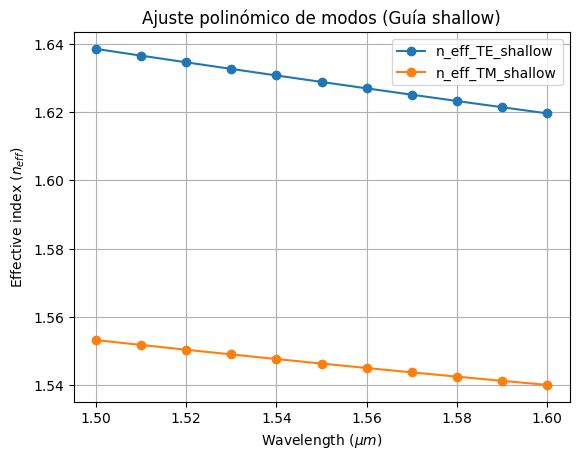 Ajuste polinómico de modos (Guía shallow)
n_eff_TE_shallow
n_eff_TM_shallow
Effective index (n_eff)
1.64
1.62
1.60
1.58
1.56
1.54
1.50
1.52
1.54
1.56
1.58
1.60
Wavelength (μm)